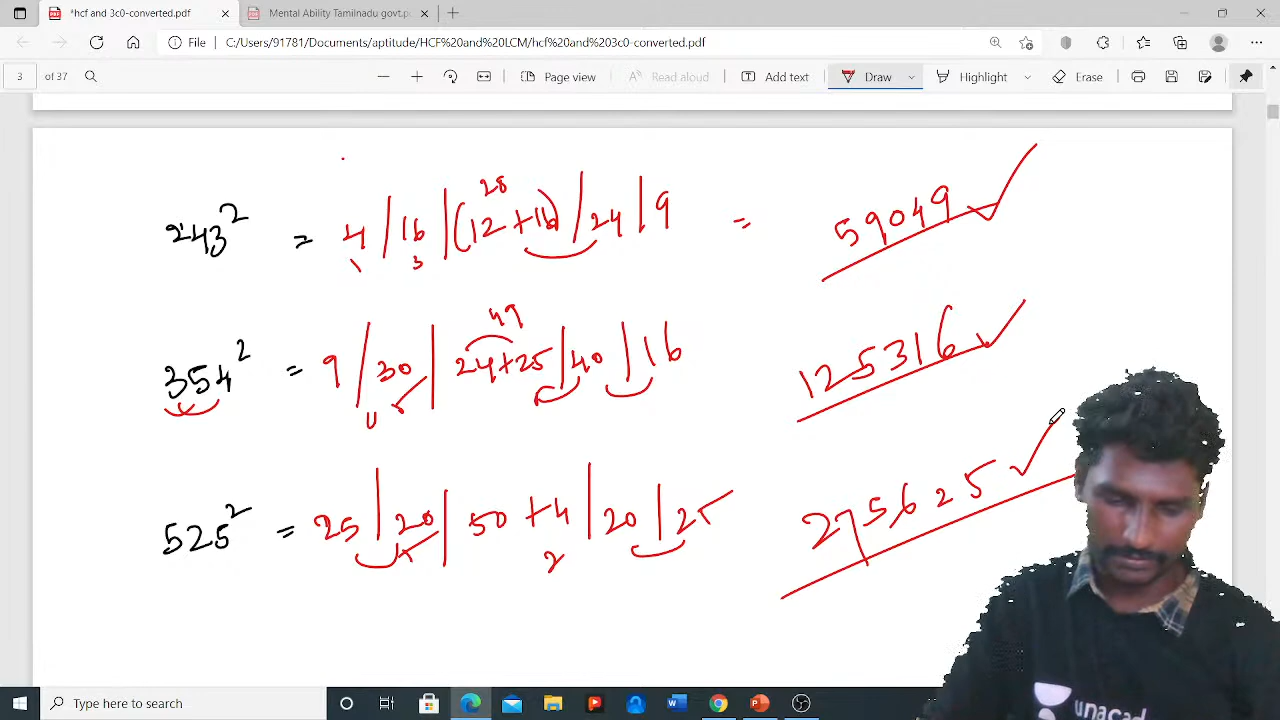 *hcf and 3c0-converted.pdf
Mental Ability Tamilnadu govt.p
File
C:/Users/91781/Documents/aptitude/HCF%20and%20LCM/hcf%20and%203c0-converted.pdf
3 of 37
Page view
Read aloud
Add text
Draw
Highlight
Erase
28
243² = 4 | 16 | (12 + 16) | 24 | 9 = 59049
1 3
49
354² = 9 | 30 | 24+25 | 40 | 16 125316
525² = 25 | 20 | 50 + 4 | 20 | 25 275625
2
unacad
Type here to search